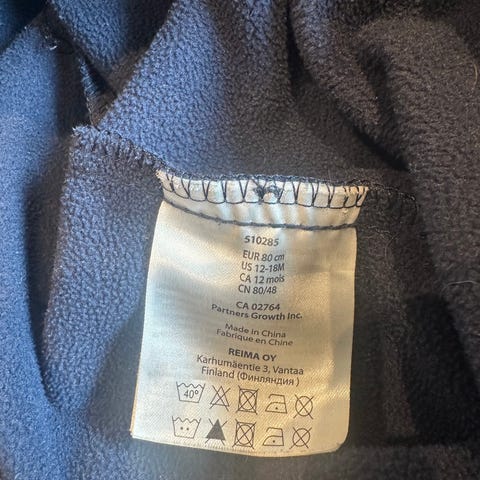 510285
EUR 80 cm
US 12-18M
CA 12 mois
CN 80/48
CA 02764
Partners Growth Inc.
Made in China
Fabrique en Chine
REIMA OY
Karhumäentie 3, Vantaa
Finland (Финляндия )
40°